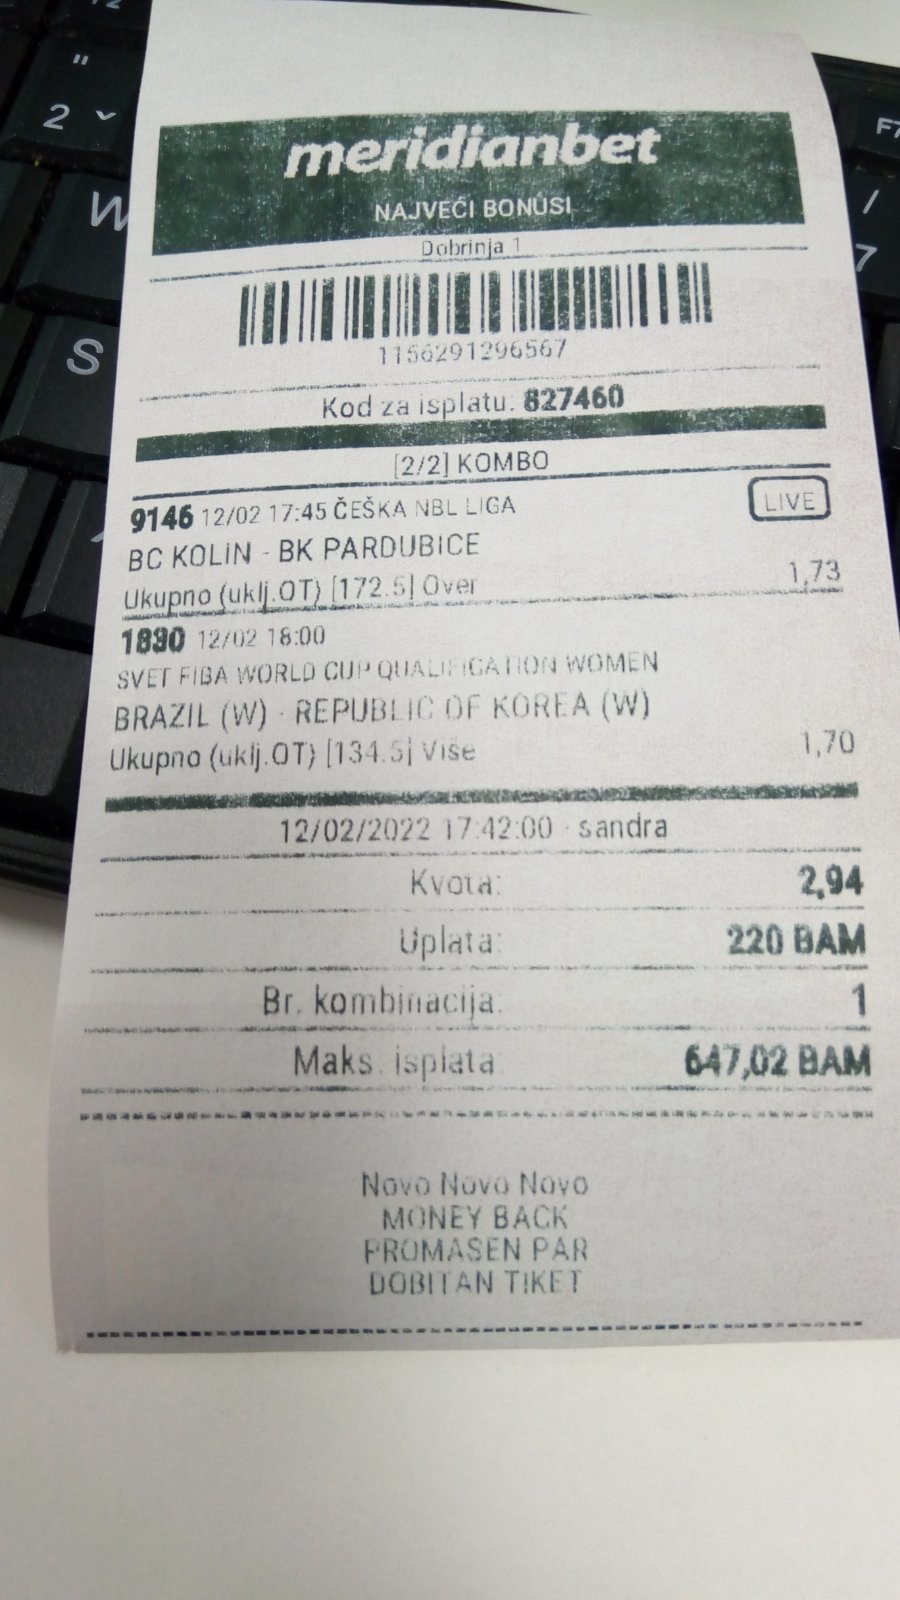 meridianbet
NAJVEĆI BONUSI
Dobrinja 1
1156291296567
Kod za isplatu: 827460
[2/2] KOMBO
9146 12/02 17:45 ČEŠKA NBL LIGA LIVE
BC KOLIN - BK PARDUBICE
Ukupno (uklj.OT) [172.5] Over 1,73
1890 12/02 18:00
SVET FIBA WORLD CUP QUALIFICATION WOMEN
BRAZIL (W) - REPUBLIC OF KOREA (W)
Ukupno (uklj.OT) [134.5] Više 1,70
12/02/2022 17:42:00 - sandra
Kvota: 2,94
Uplata: 220 BAM
Br. kombinacija: 1
Maks. isplata: 647,02 BAM
Novo Novo Novo
MONEY BACK
PROMASEN PAR
DOBITAN TIKET
"
2
W
S
F7
/
7